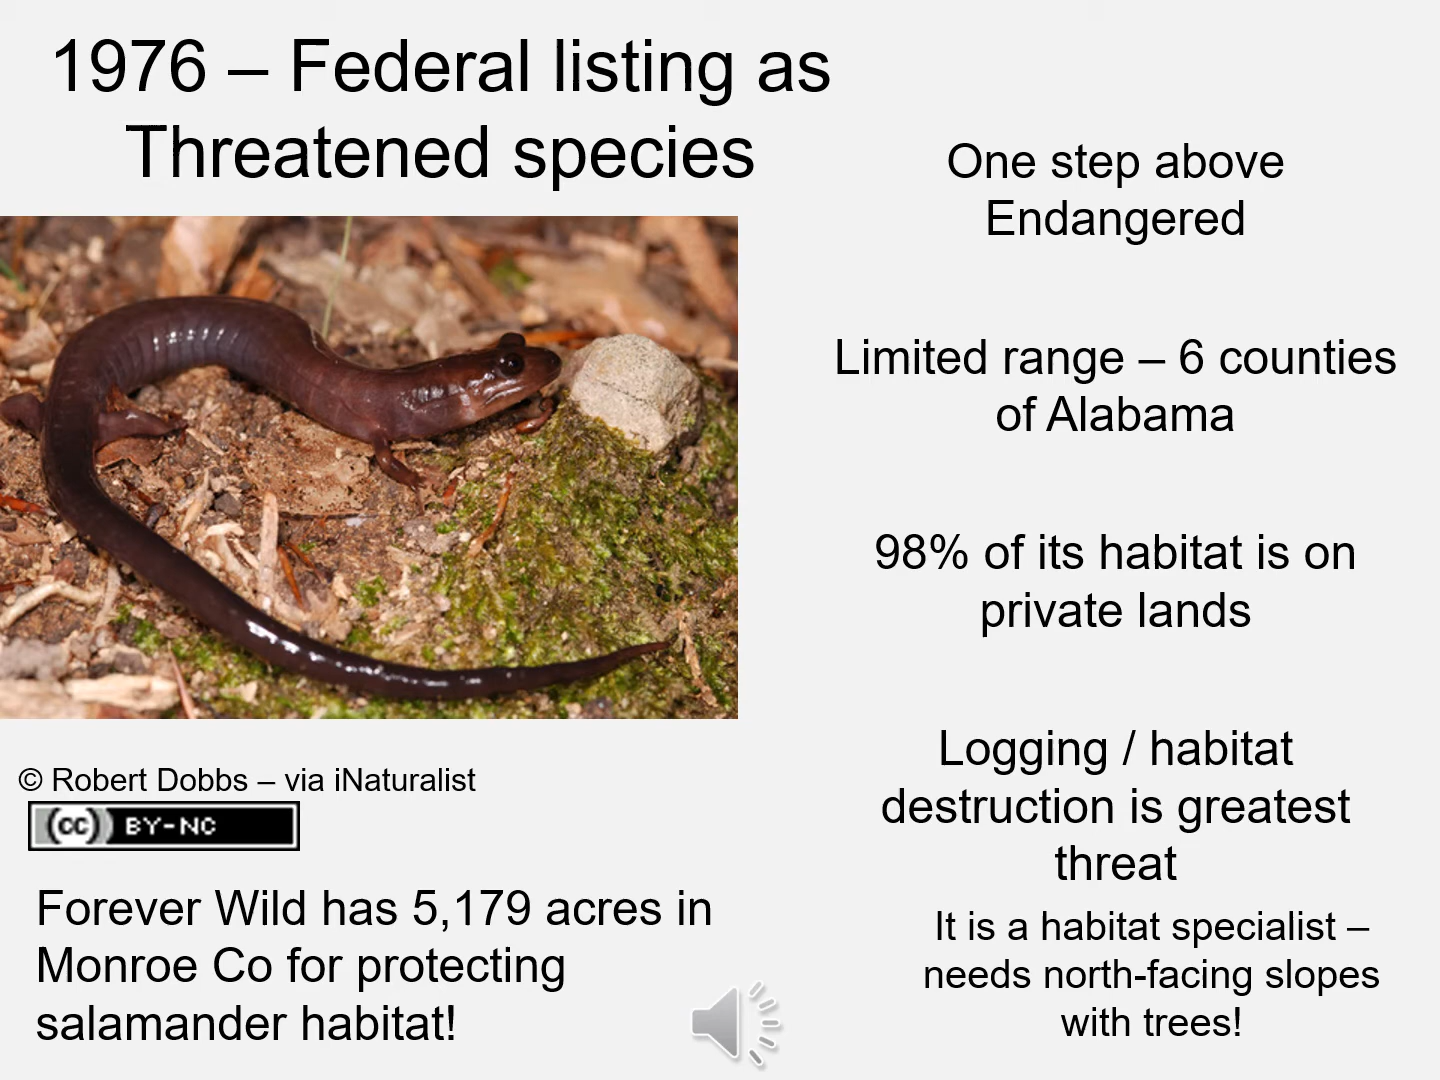 1976 – Federal listing as
Threatened species
One step above
Endangered
Limited range – 6 counties
of Alabama
98% of its habitat is on
private lands
Logging / habitat
destruction is greatest
threat
It is a habitat specialist –
needs north-facing slopes
with trees!
© Robert Dobbs – via iNaturalist
cc BY-NC
Forever Wild has 5,179 acres in
Monroe Co for protecting
salamander habitat!